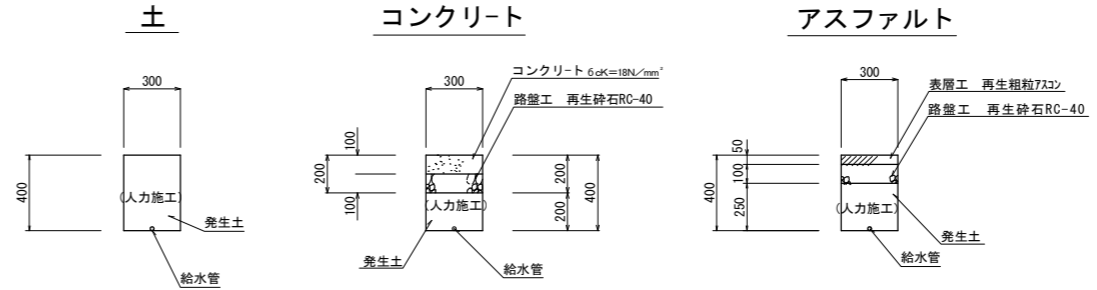 土
300
400
(人力施工)
発生土
給水管
コンクリート
300
コンクリート σcK=18N/mm²
路盤工 再生砕石RC-40
100
200
100
200
200
400
(人力施工)
発生土
給水管
アスファルト
300
表層工 再生粗粒アスコン
路盤工 再生砕石RC-40
50
100
250
400
(人力施工)
発生土
給水管